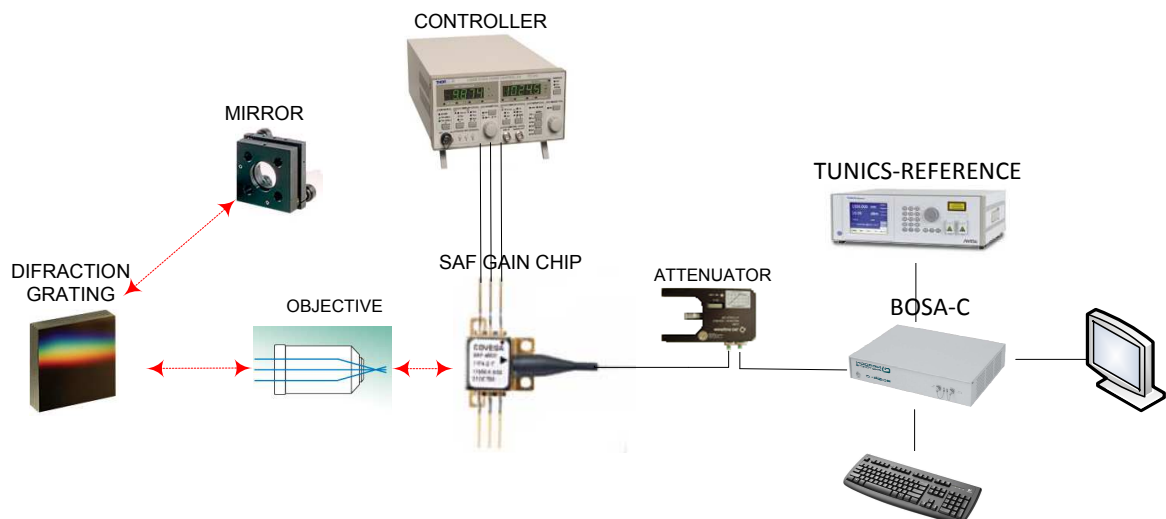 CONTROLLER
MIRROR
TUNICS-REFERENCE
SAF GAIN CHIP
DIFRACTION
GRATING
OBJECTIVE
ATTENUATOR
BOSA-C
COVEGA